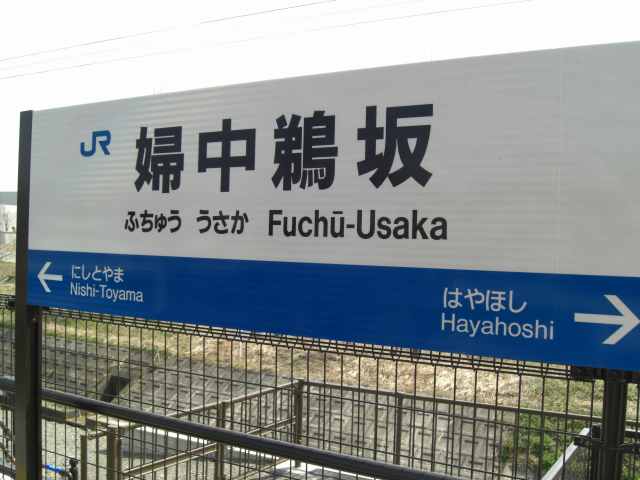 JR 婦中鵜坂
ふちゅう うさか Fuchū-Usaka
にしとやま
Nishi-Toyama
はやほし
Hayahoshi